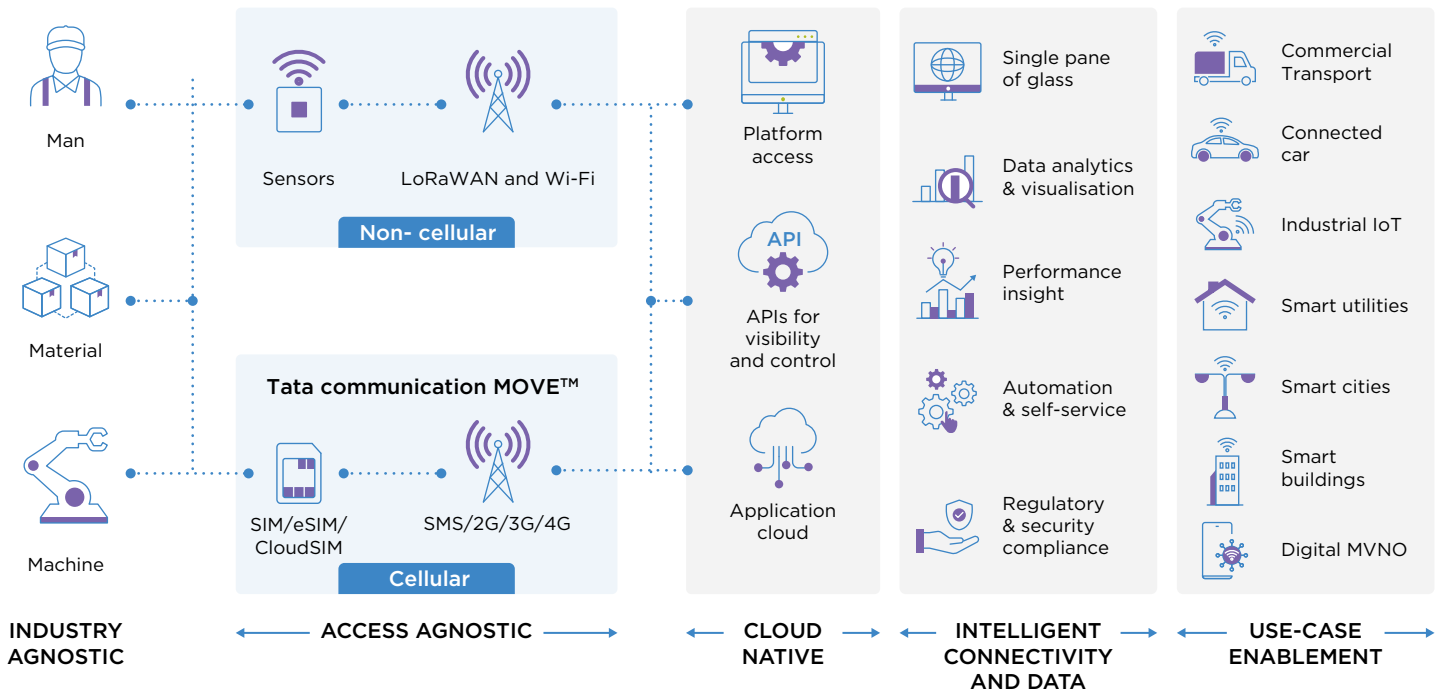 Man
Material
Machine
INDUSTRY
AGNOSTIC
Sensors
LoRaWAN and Wi-Fi
Non- cellular
Tata communication MOVE™
SIM/eSIM/
CloudSIM
SMS/2G/3G/4G
Cellular
ACCESS AGNOSTIC
Platform
access
API
APIs for
visibility
and control
Application
cloud
CLOUD
NATIVE
Single pane
of glass
Data analytics
& visualisation
Performance
insight
Automation
& self-service
Regulatory
& security
compliance
INTELLIGENT
CONNECTIVITY
AND DATA
Commercial
Transport
Connected
car
Industrial IoT
Smart utilities
Smart cities
Smart
buildings
Digital MVNO
USE-CASE
ENABLEMENT